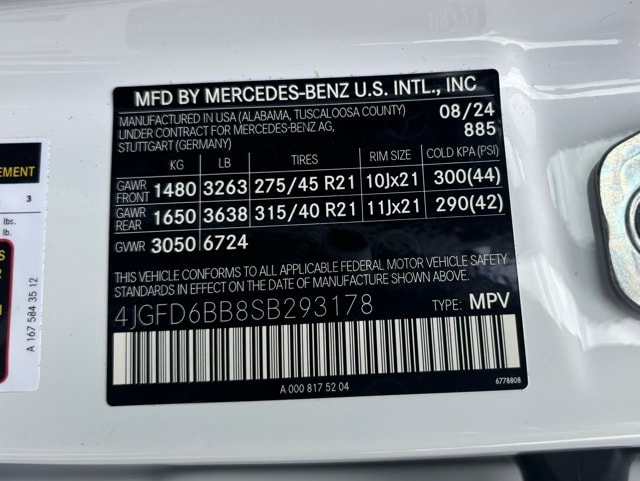 MFD BY MERCEDES-BENZ U.S. INTL., INC
MANUFACTURED IN USA (ALABAMA, TUSCALOOSA COUNTY) 08/24
UNDER CONTRACT FOR MERCEDES-BENZ AG, 885
STUTTGART (GERMANY)
KG LB TIRES RIM SIZE COLD KPA (PSI)
GAWR FRONT 1480 3263 275/45 R21 10Jx21 300(44)
GAWR REAR 1650 3638 315/40 R21 11Jx21 290(42)
GVWR 3050 6724
THIS VEHICLE CONFORMS TO ALL APPLICABLE FEDERAL MOTOR VEHICLE SAFETY
STANDARDS IN EFFECT ON THE DATE OF MANUFACTURE SHOWN ABOVE.
4JGFD6BB8SB293178 TYPE: MPV
A 000 817 52 04
6778808
EMENT
3
lbs.
lb.
S
2
A 167 584 35 12